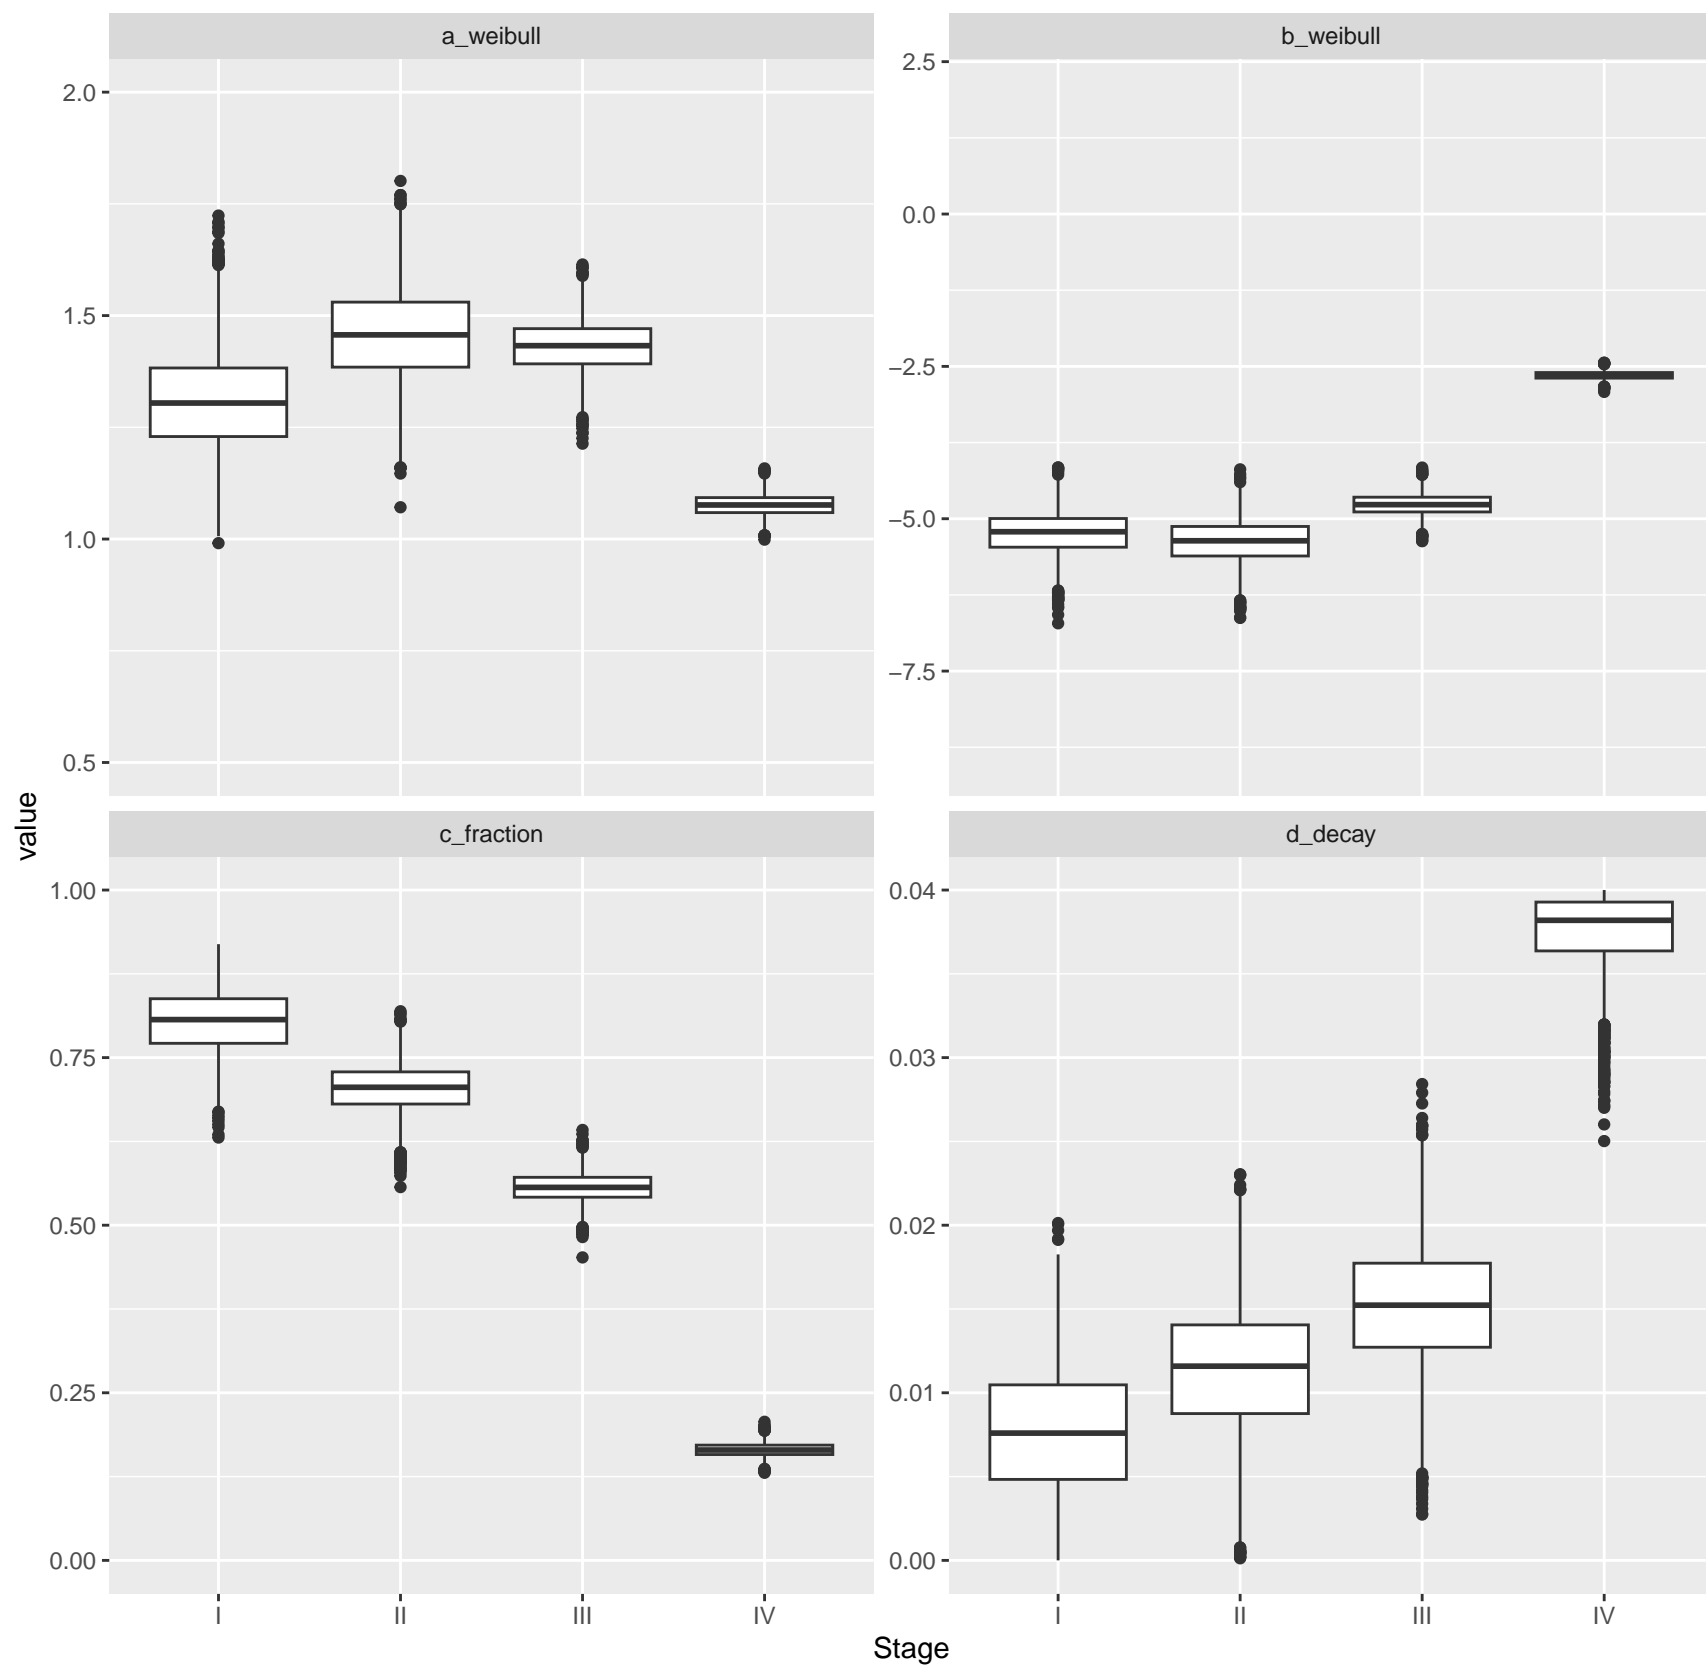 a_weibull
b_weibull
2.0
1.5
1.0
0.5
2.5
0.0
−2.5
−5.0
−7.5
value
c_fraction
d_decay
1.00
0.75
0.50
0.25
0.00
0.04
0.03
0.02
0.01
0.00
I II III IV
I II III IV
Stage